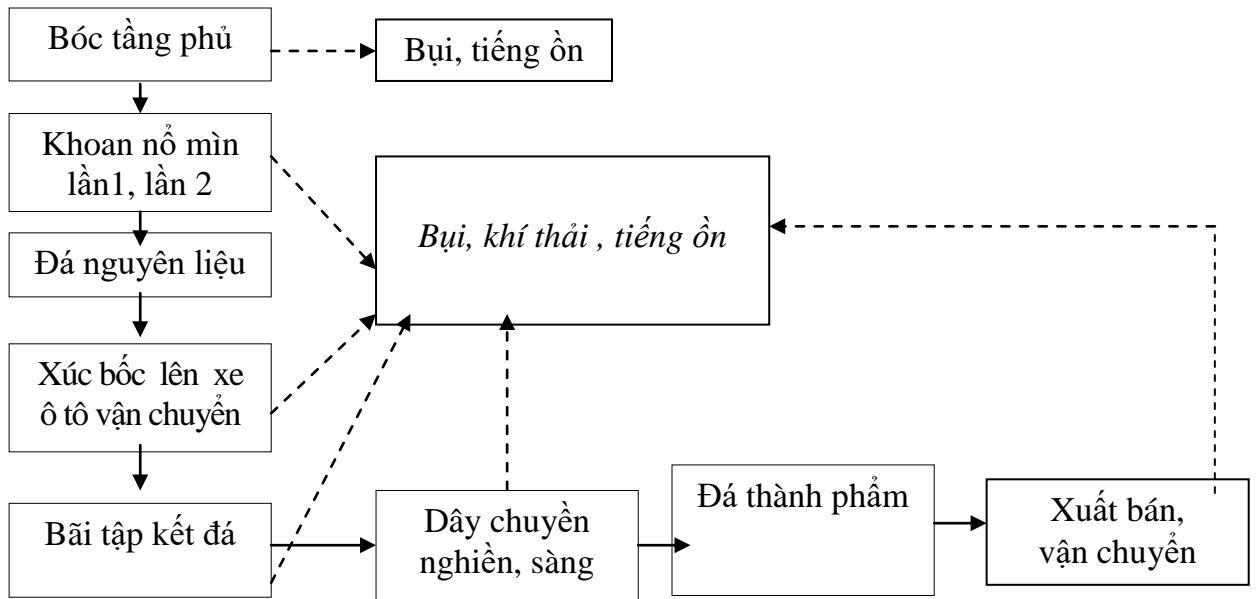 Bóc tầng phủ
Bụi, tiếng ồn
Khoan nổ mìn
lần1, lần 2
Bụi, khí thải , tiếng ồn
Đá nguyên liệu
Xúc bốc lên xe
ô tô vận chuyển
Bãi tập kết đá
Dây chuyền
nghiền, sàng
Đá thành phẩm
Xuất bán,
vận chuyển